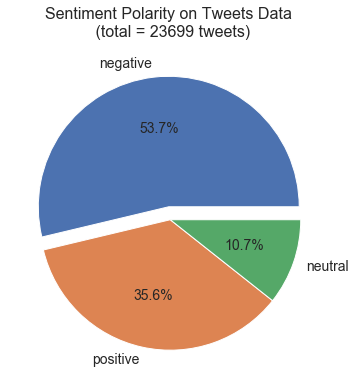 Sentiment Polarity on Tweets Data
(total = 23699 tweets)
negative
53.7%
10.7%
neutral
35.6%
positive